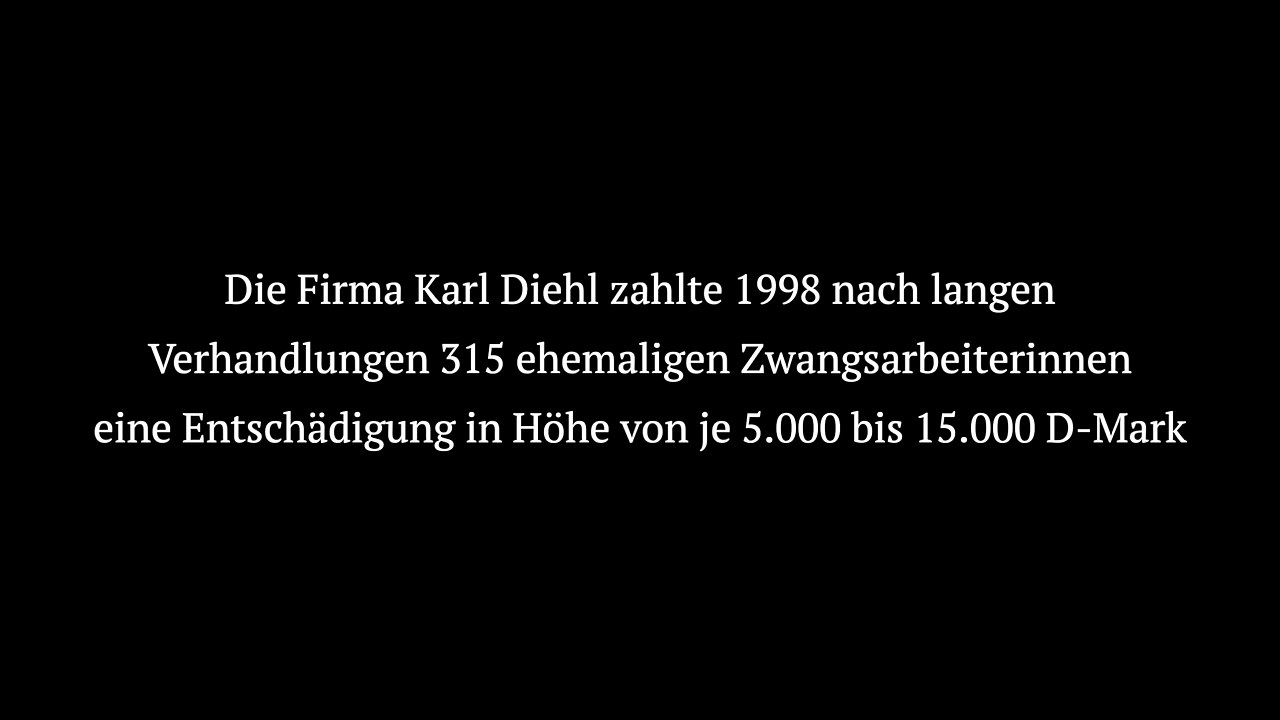 Die Firma Karl Diehl zahlte 1998 nach langen
Verhandlungen 315 ehemaligen Zwangsarbeiterinnen
eine Entschädigung in Höhe von je 5.000 bis 15.000 D-Mark